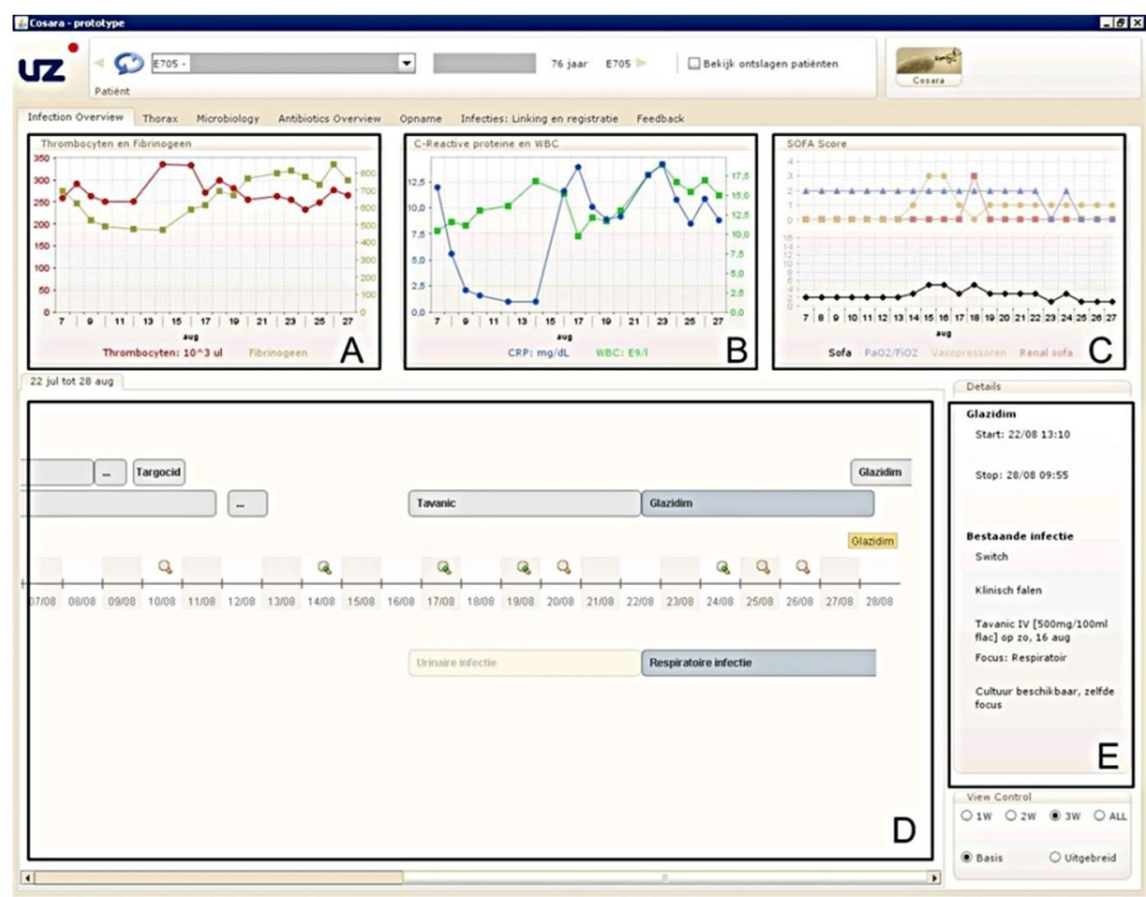 Cosara - prototype
uz
E705 -
76 jaar E705
Bekijk ontslagen patiënten
Patiënt
Cosara
Infection Overview Thorax Microbiology Antibiotics Overview Opname Infecties: Linking en registratie Feedback
Thrombocyten en Fibrinogeen
350
300
250
200
150
100
50
0
800
700
600
500
400
300
200
100
0
7 9 11 13 15 17 19 21 23 25 27
aug
Thrombocyten: 10^3 ul Fibrinogeen
A
C-Reactive proteine en WBC
12,5
10,0
7,5
5,0
2,5
0,0
17,5
15,0
12,5
10,0
7,5
5,0
2,5
0,0
7 9 11 13 15 17 19 21 23 25 27
aug
CRP: mg/dL WBC: E9/l
B
SOFA Score
4
3
2
1
0
16
14
12
10
8
6
4
2
0
7 8 9 10 11 12 13 14 15 16 17 18 19 20 21 22 23 24 25 26 27
aug
Sofa PaO2/FiO2 Vasopressoren Renal sofa
C
22 jul tot 28 aug
... Targocid Glazidim
... Tavanic Glazidim
Glazidim
07/08 08/08 09/08 10/08 11/08 12/08 13/08 14/08 15/08 16/08 17/08 18/08 19/08 20/08 21/08 22/08 23/08 24/08 25/08 26/08 27/08 28/08
Urinaire infectie Respiratoire infectie
D
Details
Glazidim
Start: 22/08 13:10
Stop: 28/08 09:55
Bestaande infectie
Switch
Klinisch falen
Tavanic IV [500mg/100ml
flac] op zo, 16 aug
Focus: Respiratoir
Cultuur beschikbaar, zelfde
focus
E
View Control
1W 2W 3W ALL
Basis Uitgebreid